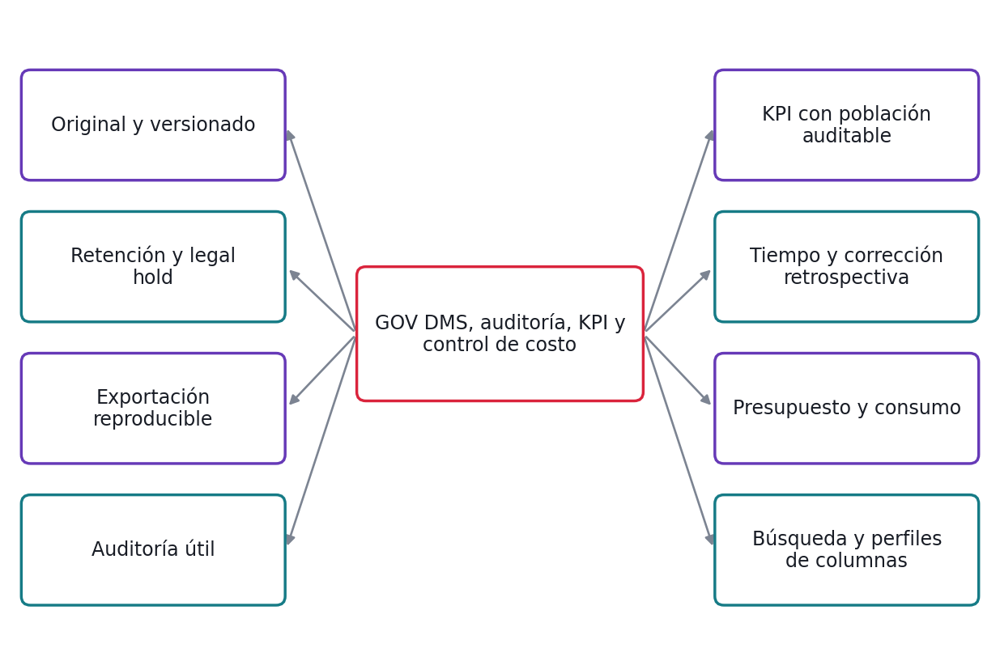 Original y versionado
Retención y legal
hold
Exportación
reproducible
Auditoría útil
GOV DMS, auditoría, KPI y
control de costo
KPI con población
auditable
Tiempo y corrección
retrospectiva
Presupuesto y consumo
Búsqueda y perfiles
de columnas